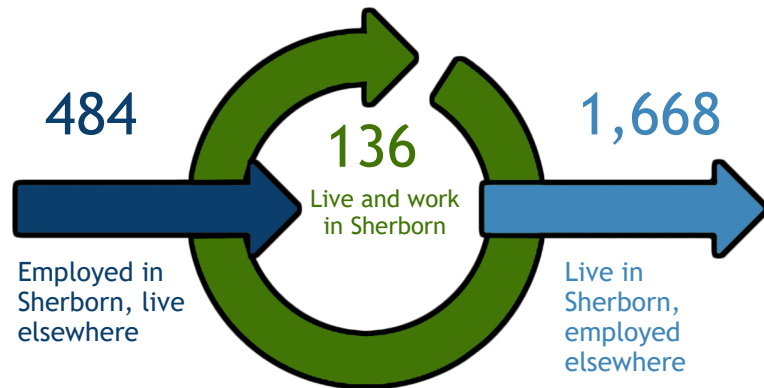 484
Employed in
Sherborn, live
elsewhere
136
Live and work
in Sherborn
1,668
Live in
Sherborn,
employed
elsewhere